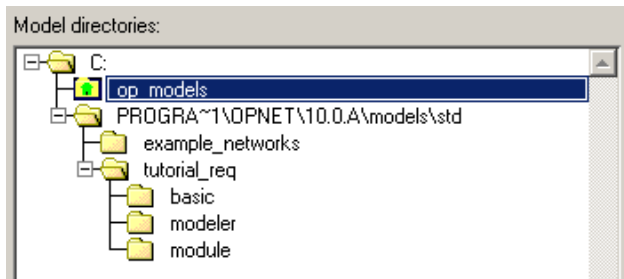 Model directories:
C:
op_models
PROGRA~1\OPNET\10.0.A\models\std
example_networks
tutorial_req
basic
modeler
module